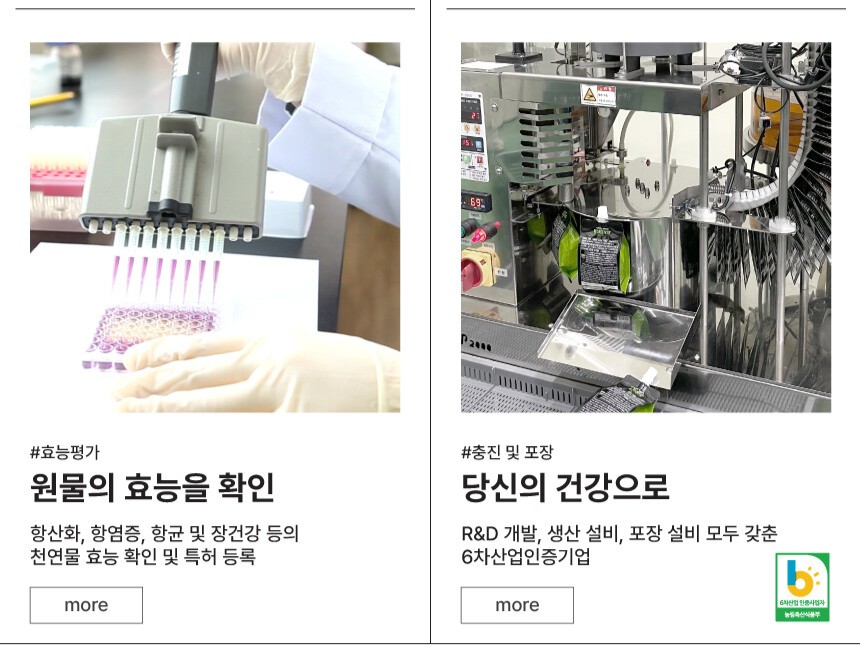 #효능평가
원물의 효능을 확인
항산화, 항염증, 항균 및 장건강 등의
천연물 효능 확인 및 특허 등록
more
#충진 및 포장
당신의 건강으로
R&D 개발, 생산 설비, 포장 설비 모두 갖춘
6차산업인증기업
more
6차산업 인증사업자
농림축산식품부